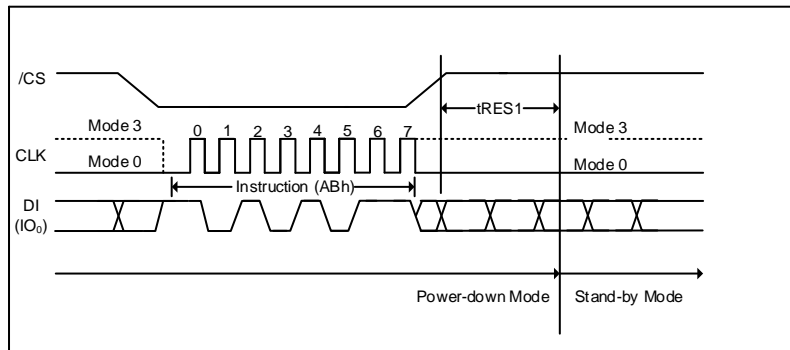 /CS
tRES1
Mode 3
0 1 2 3 4 5 6 7
Mode 3
CLK
Mode 0
Mode 0
Instruction (ABh)
DI
(IO₀)
Power-down Mode
Stand-by Mode